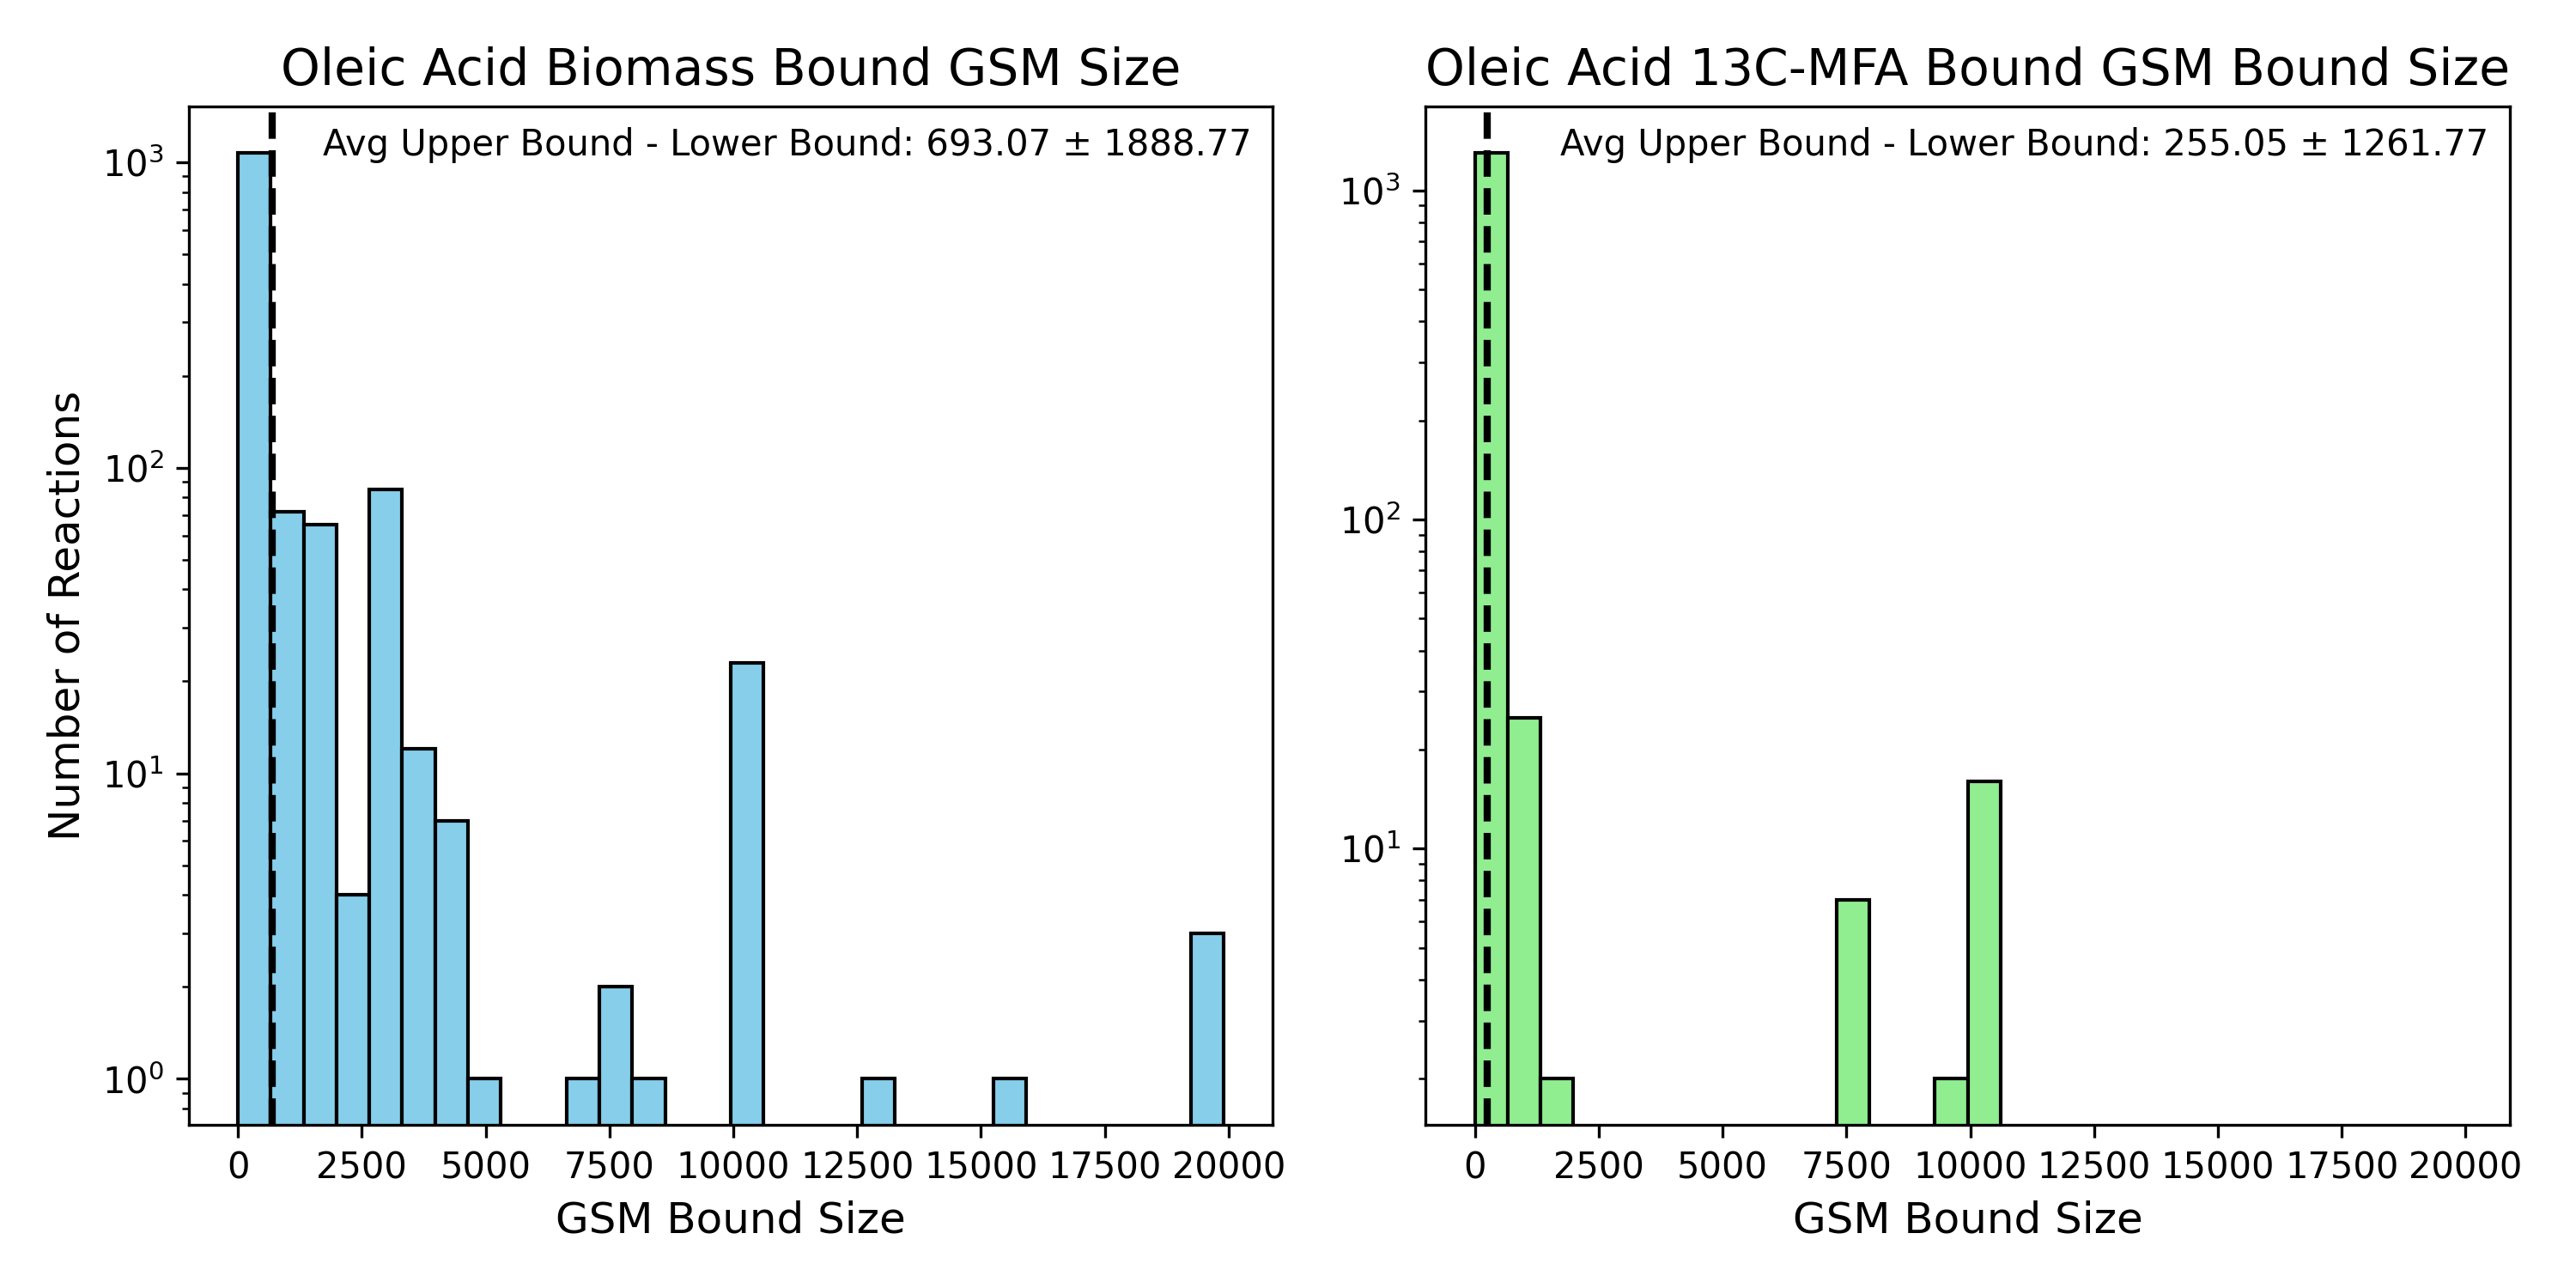 Oleic Acid Biomass Bound GSM Size
Avg Upper Bound - Lower Bound: 693.07 ± 1888.77
Number of Reactions
10³
10²
10¹
10⁰
0 2500 5000 7500 10000 12500 15000 17500 20000
GSM Bound Size
Oleic Acid 13C-MFA Bound GSM Bound Size
Avg Upper Bound - Lower Bound: 255.05 ± 1261.77
10³
10²
10¹
0 2500 5000 7500 10000 12500 15000 17500 20000
GSM Bound Size